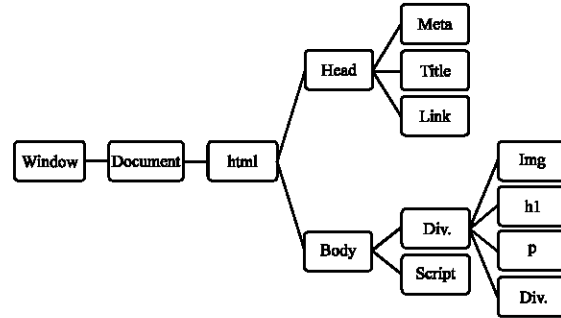 Window
Document
html
Head
Meta
Title
Link
Body
Div.
Script
Img
h1
p
Div.